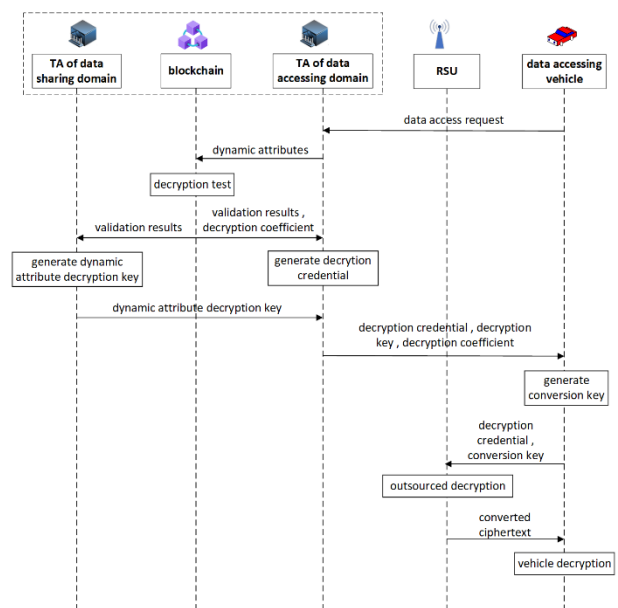 TA of data
sharing domain
blockchain
TA of data
accessing domain
RSU
data accessing
vehicle
data access request
dynamic attributes
decryption test
validation results
validation results ,
decryption coefficient
generate dynamic
attribute decryption key
generate decrytion
credential
dynamic attribute decryption key
decryption credential , decryption
key , decryption coefficient
generate
conversion key
decryption
credential ,
conversion key
outsourced decryption
converted
ciphertext
vehicle decryption